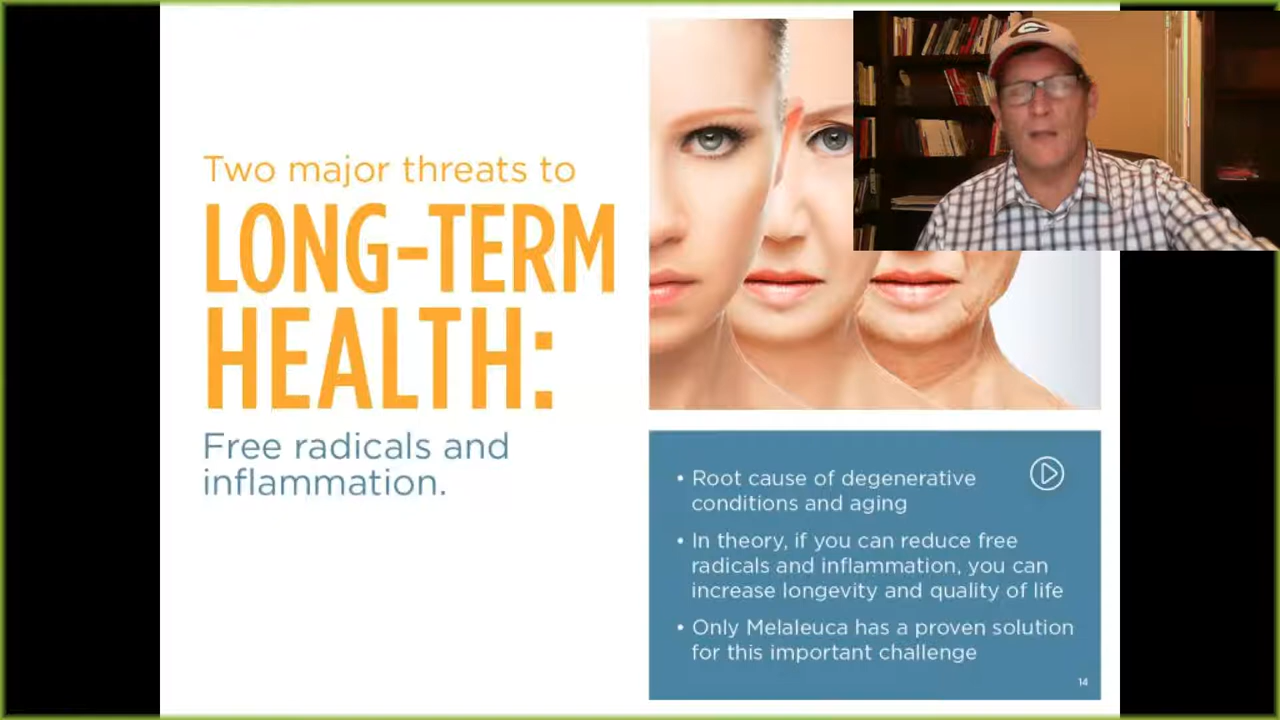 Two major threats to
LONG-TERM
HEALTH:
Free radicals and
inflammation.
• Root cause of degenerative
conditions and aging
• In theory, if you can reduce free
radicals and inflammation, you can
increase longevity and quality of life
• Only Melaleuca has a proven solution
for this important challenge
14